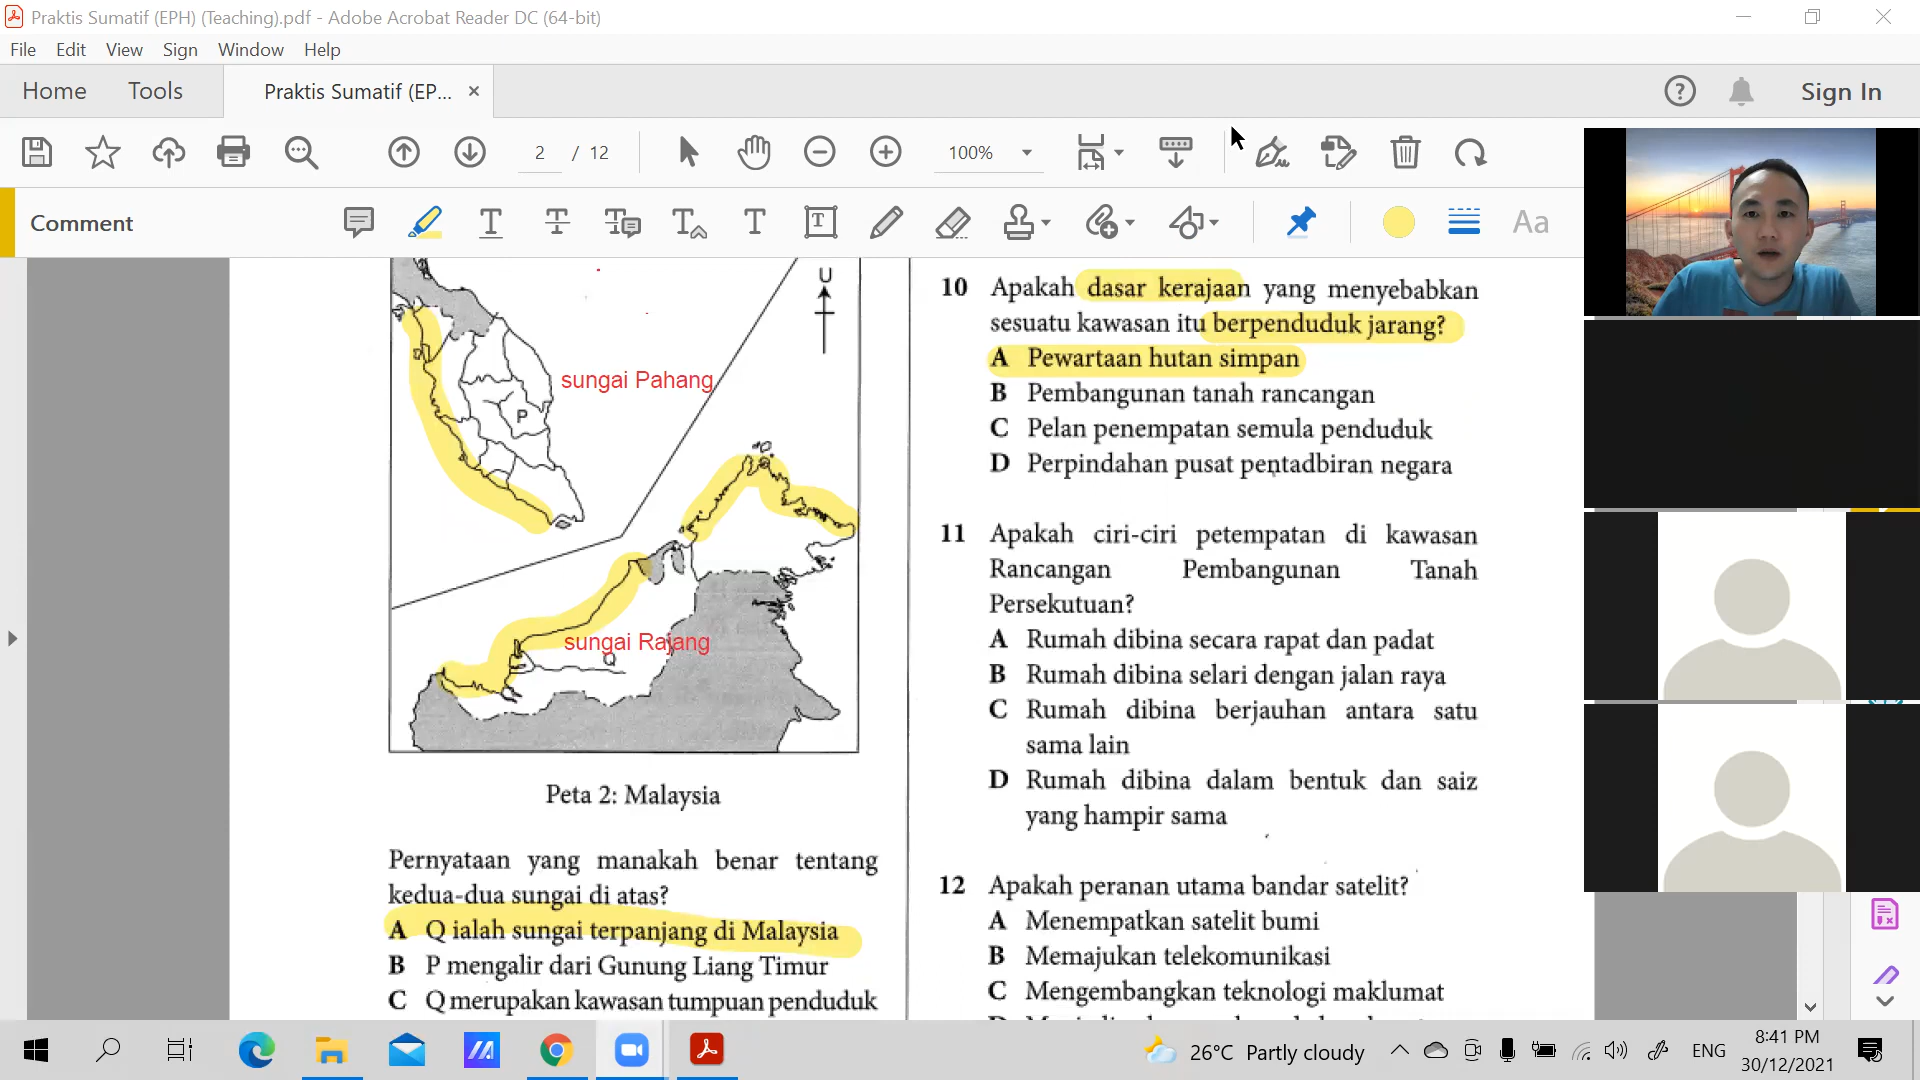 Praktis Sumatif (EPH) (Teaching).pdf - Adobe Acrobat Reader DC (64-bit)
File Edit View Sign Window Help
Home Tools Praktis Sumatif (EP... × Sign In
2 / 12 100%
Comment Aa
U
sungai Pahang
P
sungai Rajang
Q
Peta 2: Malaysia
Pernyataan yang manakah benar tentang
kedua-dua sungai di atas?
A Q ialah sungai terpanjang di Malaysia
B P mengalir dari Gunung Liang Timur
C Q merupakan kawasan tumpuan penduduk
10 Apakah dasar kerajaan yang menyebabkan
sesuatu kawasan itu berpenduduk jarang?
A Pewartaan hutan simpan
B Pembangunan tanah rancangan
C Pelan penempatan semula penduduk
D Perpindahan pusat pentadbiran negara
11 Apakah ciri-ciri petempatan di kawasan
Rancangan Pembangunan Tanah
Persekutuan?
A Rumah dibina secara rapat dan padat
B Rumah dibina selari dengan jalan raya
C Rumah dibina berjauhan antara satu
sama lain
D Rumah dibina dalam bentuk dan saiz
yang hampir sama
12 Apakah peranan utama bandar satelit?
A Menempatkan satelit bumi
B Memajukan telekomunikasi
C Mengembangkan teknologi maklumat
26°C Partly cloudy
ENG
8:41 PM
30/12/2021